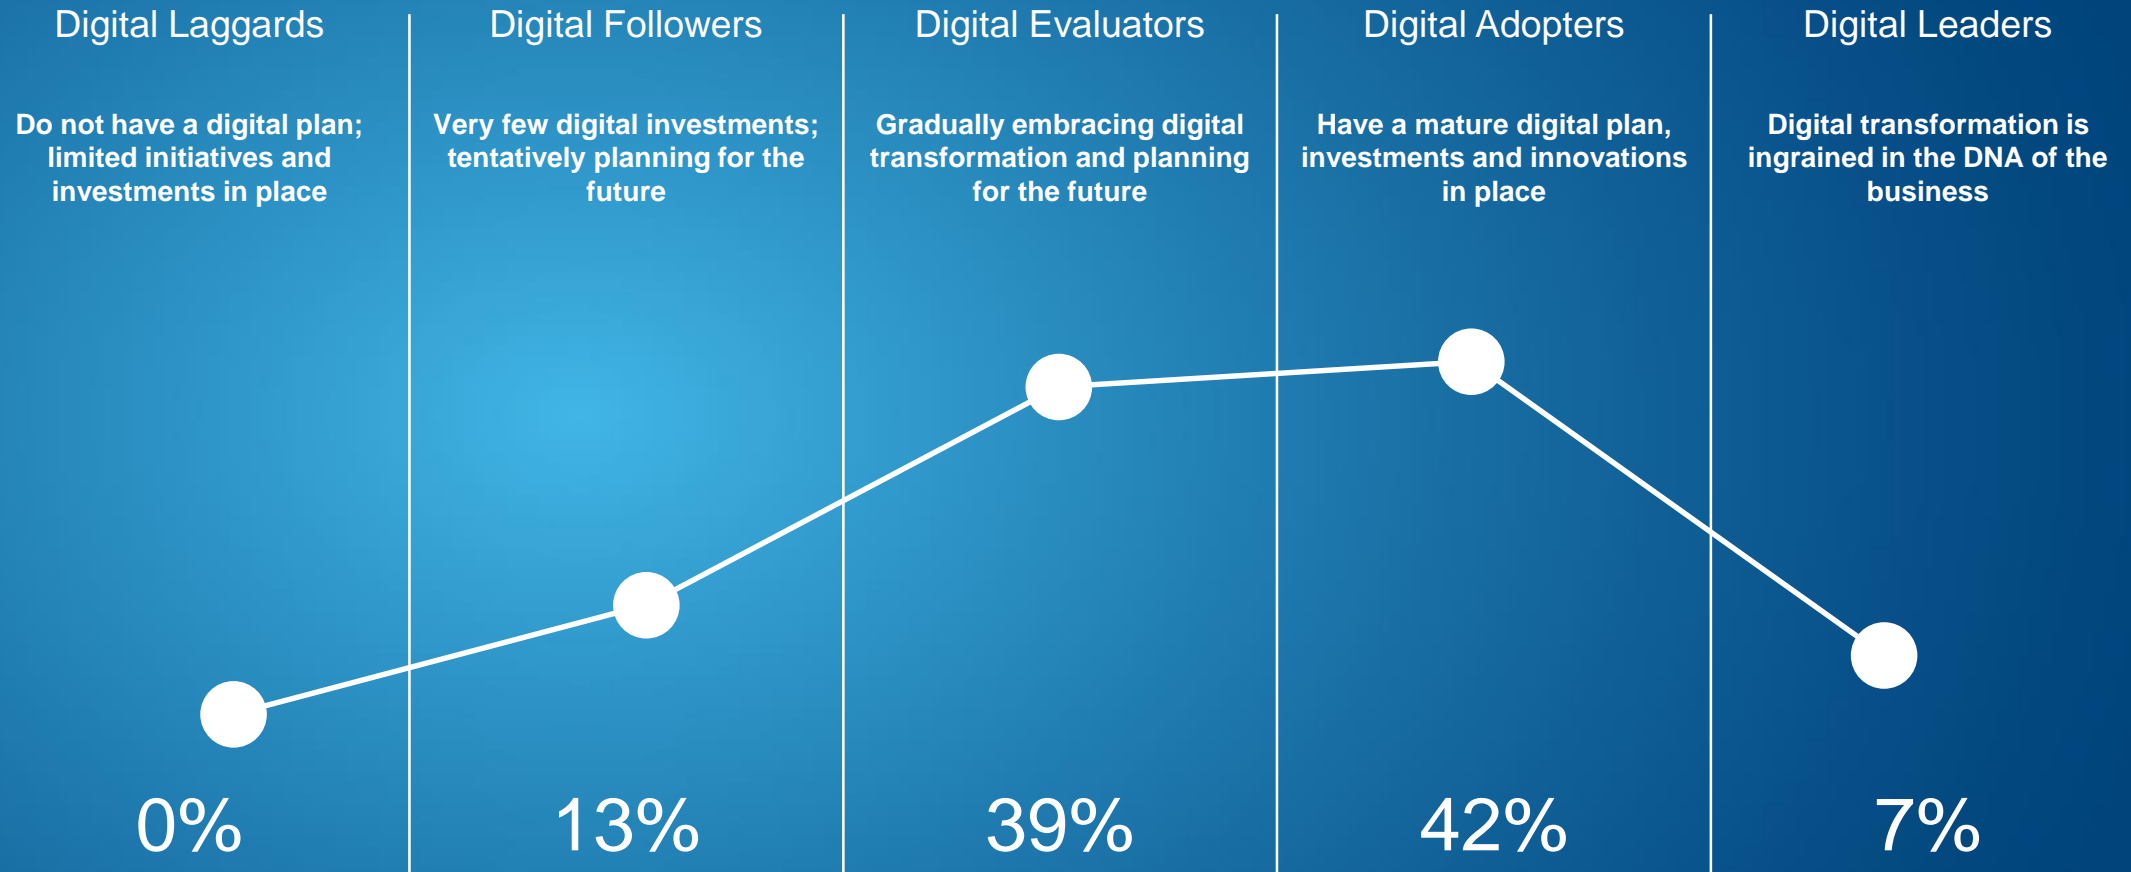 Digital Laggards
Do not have a digital plan;
limited initiatives and
investments in place
0%
Digital Followers
Very few digital investments;
tentatively planning for the
future
13%
Digital Evaluators
Gradually embracing digital
transformation and planning
for the future
39%
Digital Adopters
Have a mature digital plan,
investments and innovations
in place
42%
Digital Leaders
Digital transformation is
ingrained in the DNA of the
business
7%